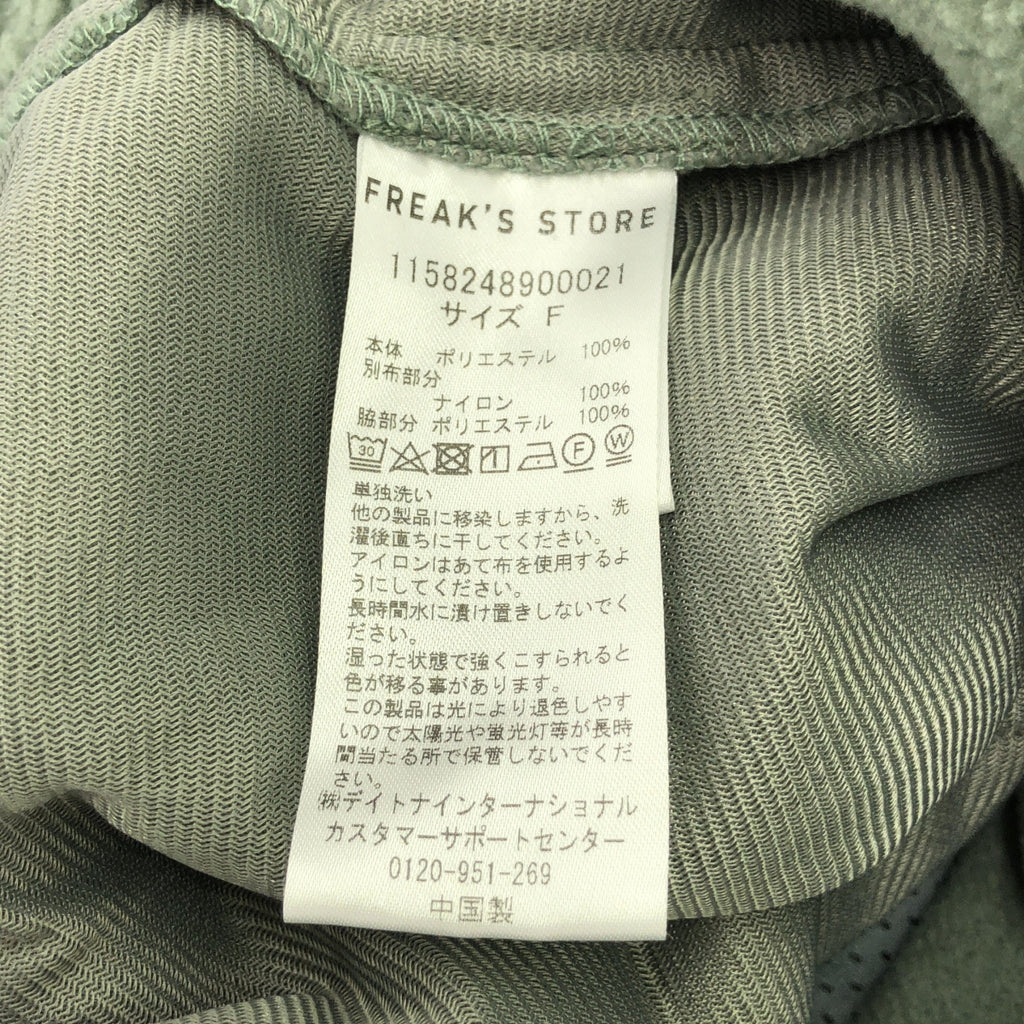 FREAK'S STORE
1158248900021
サイズ F
本体 ポリエステル 100%
別布部分
ナイロン 100%
脇部分 ポリエステル 100%
30 F W
単独洗い
他の製品に移染しますから、洗
濯後直ちに干してください。
アイロンはあて布を使用するよ
うにしてください。
長時間水に漬け置きしないでく
ださい。
湿った状態で強くこすられると
色が移る事があります。
この製品は光により退色しやす
いので太陽光や蛍光灯等が長時
間当たる所で保管しないでくだ
さい。
㈱デイトナインターナショナル
カスタマーサポートセンター
0120-951-269
中国製